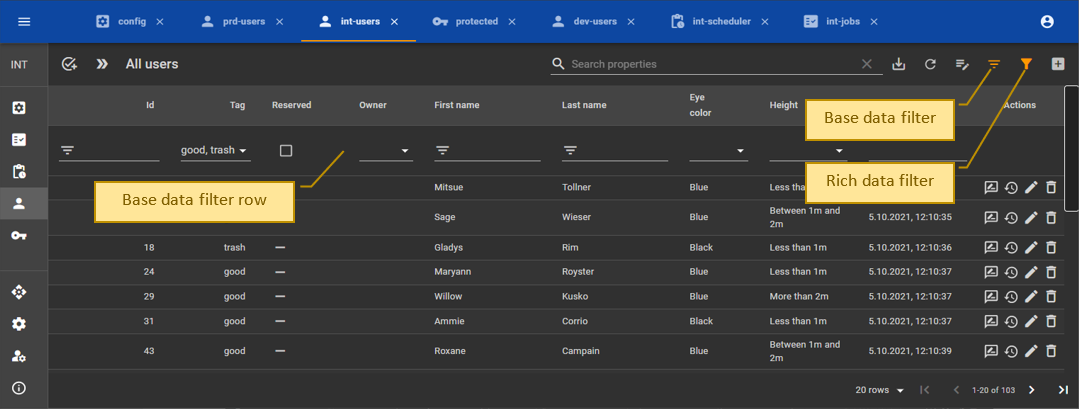 config prd-users int-users protected dev-users int-scheduler int-jobs
INT All users Search properties
Id Tag Reserved Owner First name Last name Eye color Height Actions
Base data filter
good, trash
Rich data filter
Base data filter row
Mitsue Tollner Blue Less tha
Sage Wieser Blue Between 1m and 2m 5.10.2021, 12:10:35
18 trash Gladys Rim Black Less than 1m 5.10.2021, 12:10:36
24 good Maryann Royster Blue Less than 1m 5.10.2021, 12:10:37
29 good Willow Kusko Blue More than 2m 5.10.2021, 12:10:37
31 good Ammie Corrio Black Less than 1m 5.10.2021, 12:10:37
43 good Roxane Campain Blue Between 1m and 2m 5.10.2021, 12:10:39
20 rows 1-20 of 103